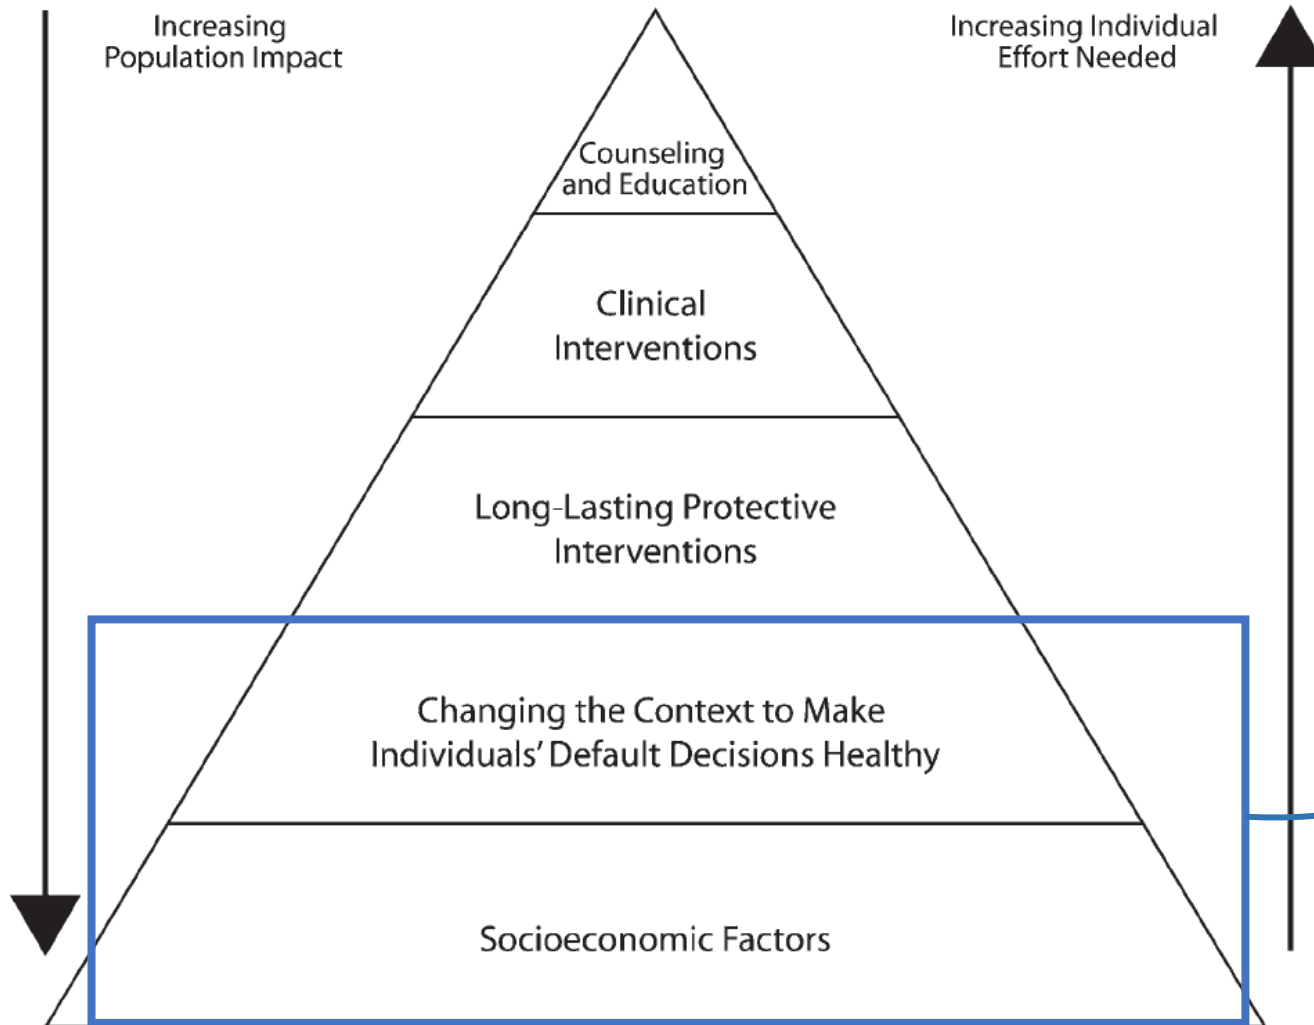 Increasing
Population Impact
Increasing Individual
Effort Needed
Counseling
and Education
Clinical
Interventions
Long-Lasting Protective
Interventions
Changing the Context to Make
Individuals’ Default Decisions Healthy
Socioeconomic Factors